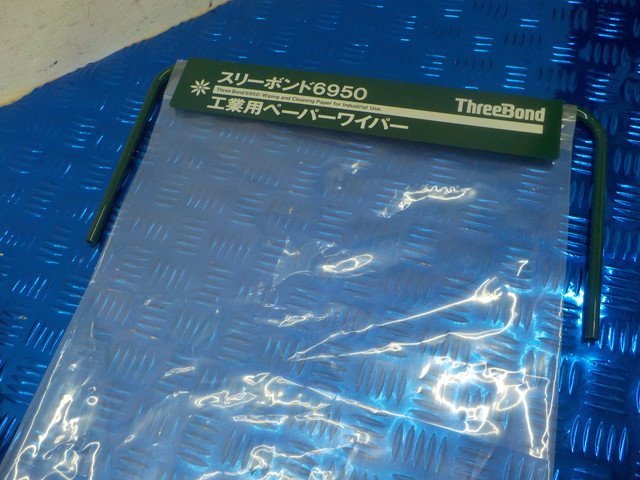 スリーボンド6950
ThreeBond 6950-Wiping and Cleaning Paper for Industrial Use.
工業用ペーパーワイパー
ThreeBond